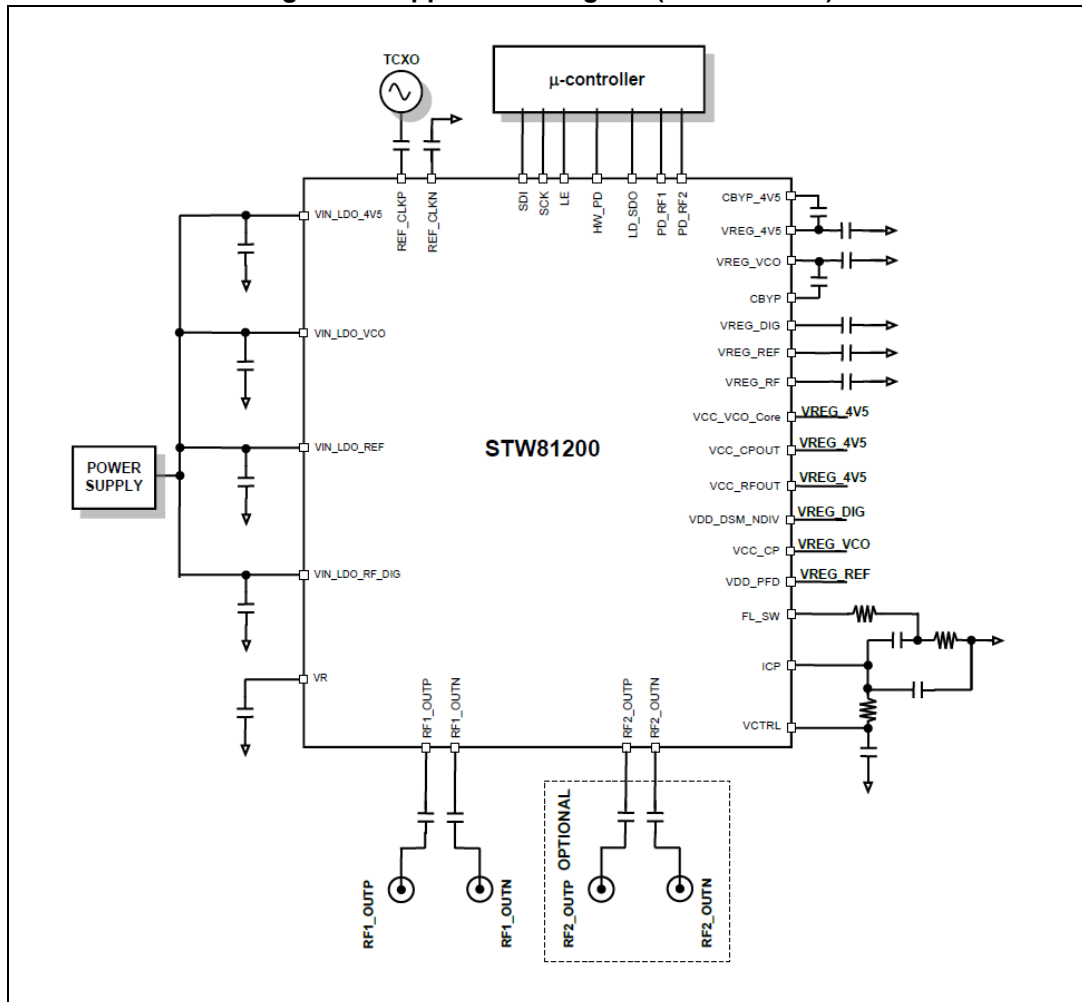 TCXO
μ-controller
REF_CLKP
REF_CLKN
SDI
SCK
LE
HW_PD
LD_SDO
PD_RF1
PD_RF2
VIN_LDO_4V5
VIN_LDO_VCO
VIN_LDO_REF
VIN_LDO_RF_DIG
VR
POWER
SUPPLY
STW81200
CBYP_4V5
VREG_4V5
VREG_VCO
CBYP
VREG_DIG
VREG_REF
VREG_RF
VCC_VCO_Core VREG_4V5
VCC_CPOUT VREG_4V5
VCC_RFOUT VREG_4V5
VDD_DSM_NDIV VREG_DIG
VCC_CP VREG_VCO
VDD_PFD VREG_REF
FL_SW
ICP
VCTRL
RF1_OUTP
RF1_OUTN
RF2_OUTP
RF2_OUTN
OPTIONAL
RF1_OUTP
RF1_OUTN
RF2_OUTP
RF2_OUTN